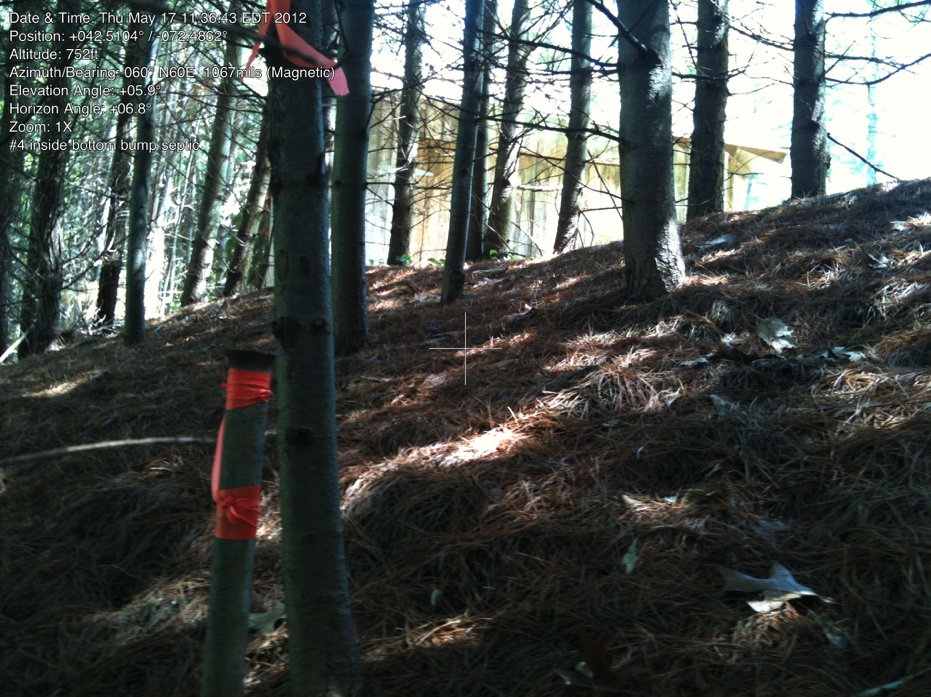 Date & Time: Thu May 17 11:36:43 EDT 2012
Position: +042.5104° / -072.4862°
Altitude: 752ft
Azimuth/Bearing: 060° N60E 1067mils (Magnetic)
Elevation Angle: +05.9°
Horizon Angle: +06.8°
Zoom: 1X
#4 inside bottom bump septic